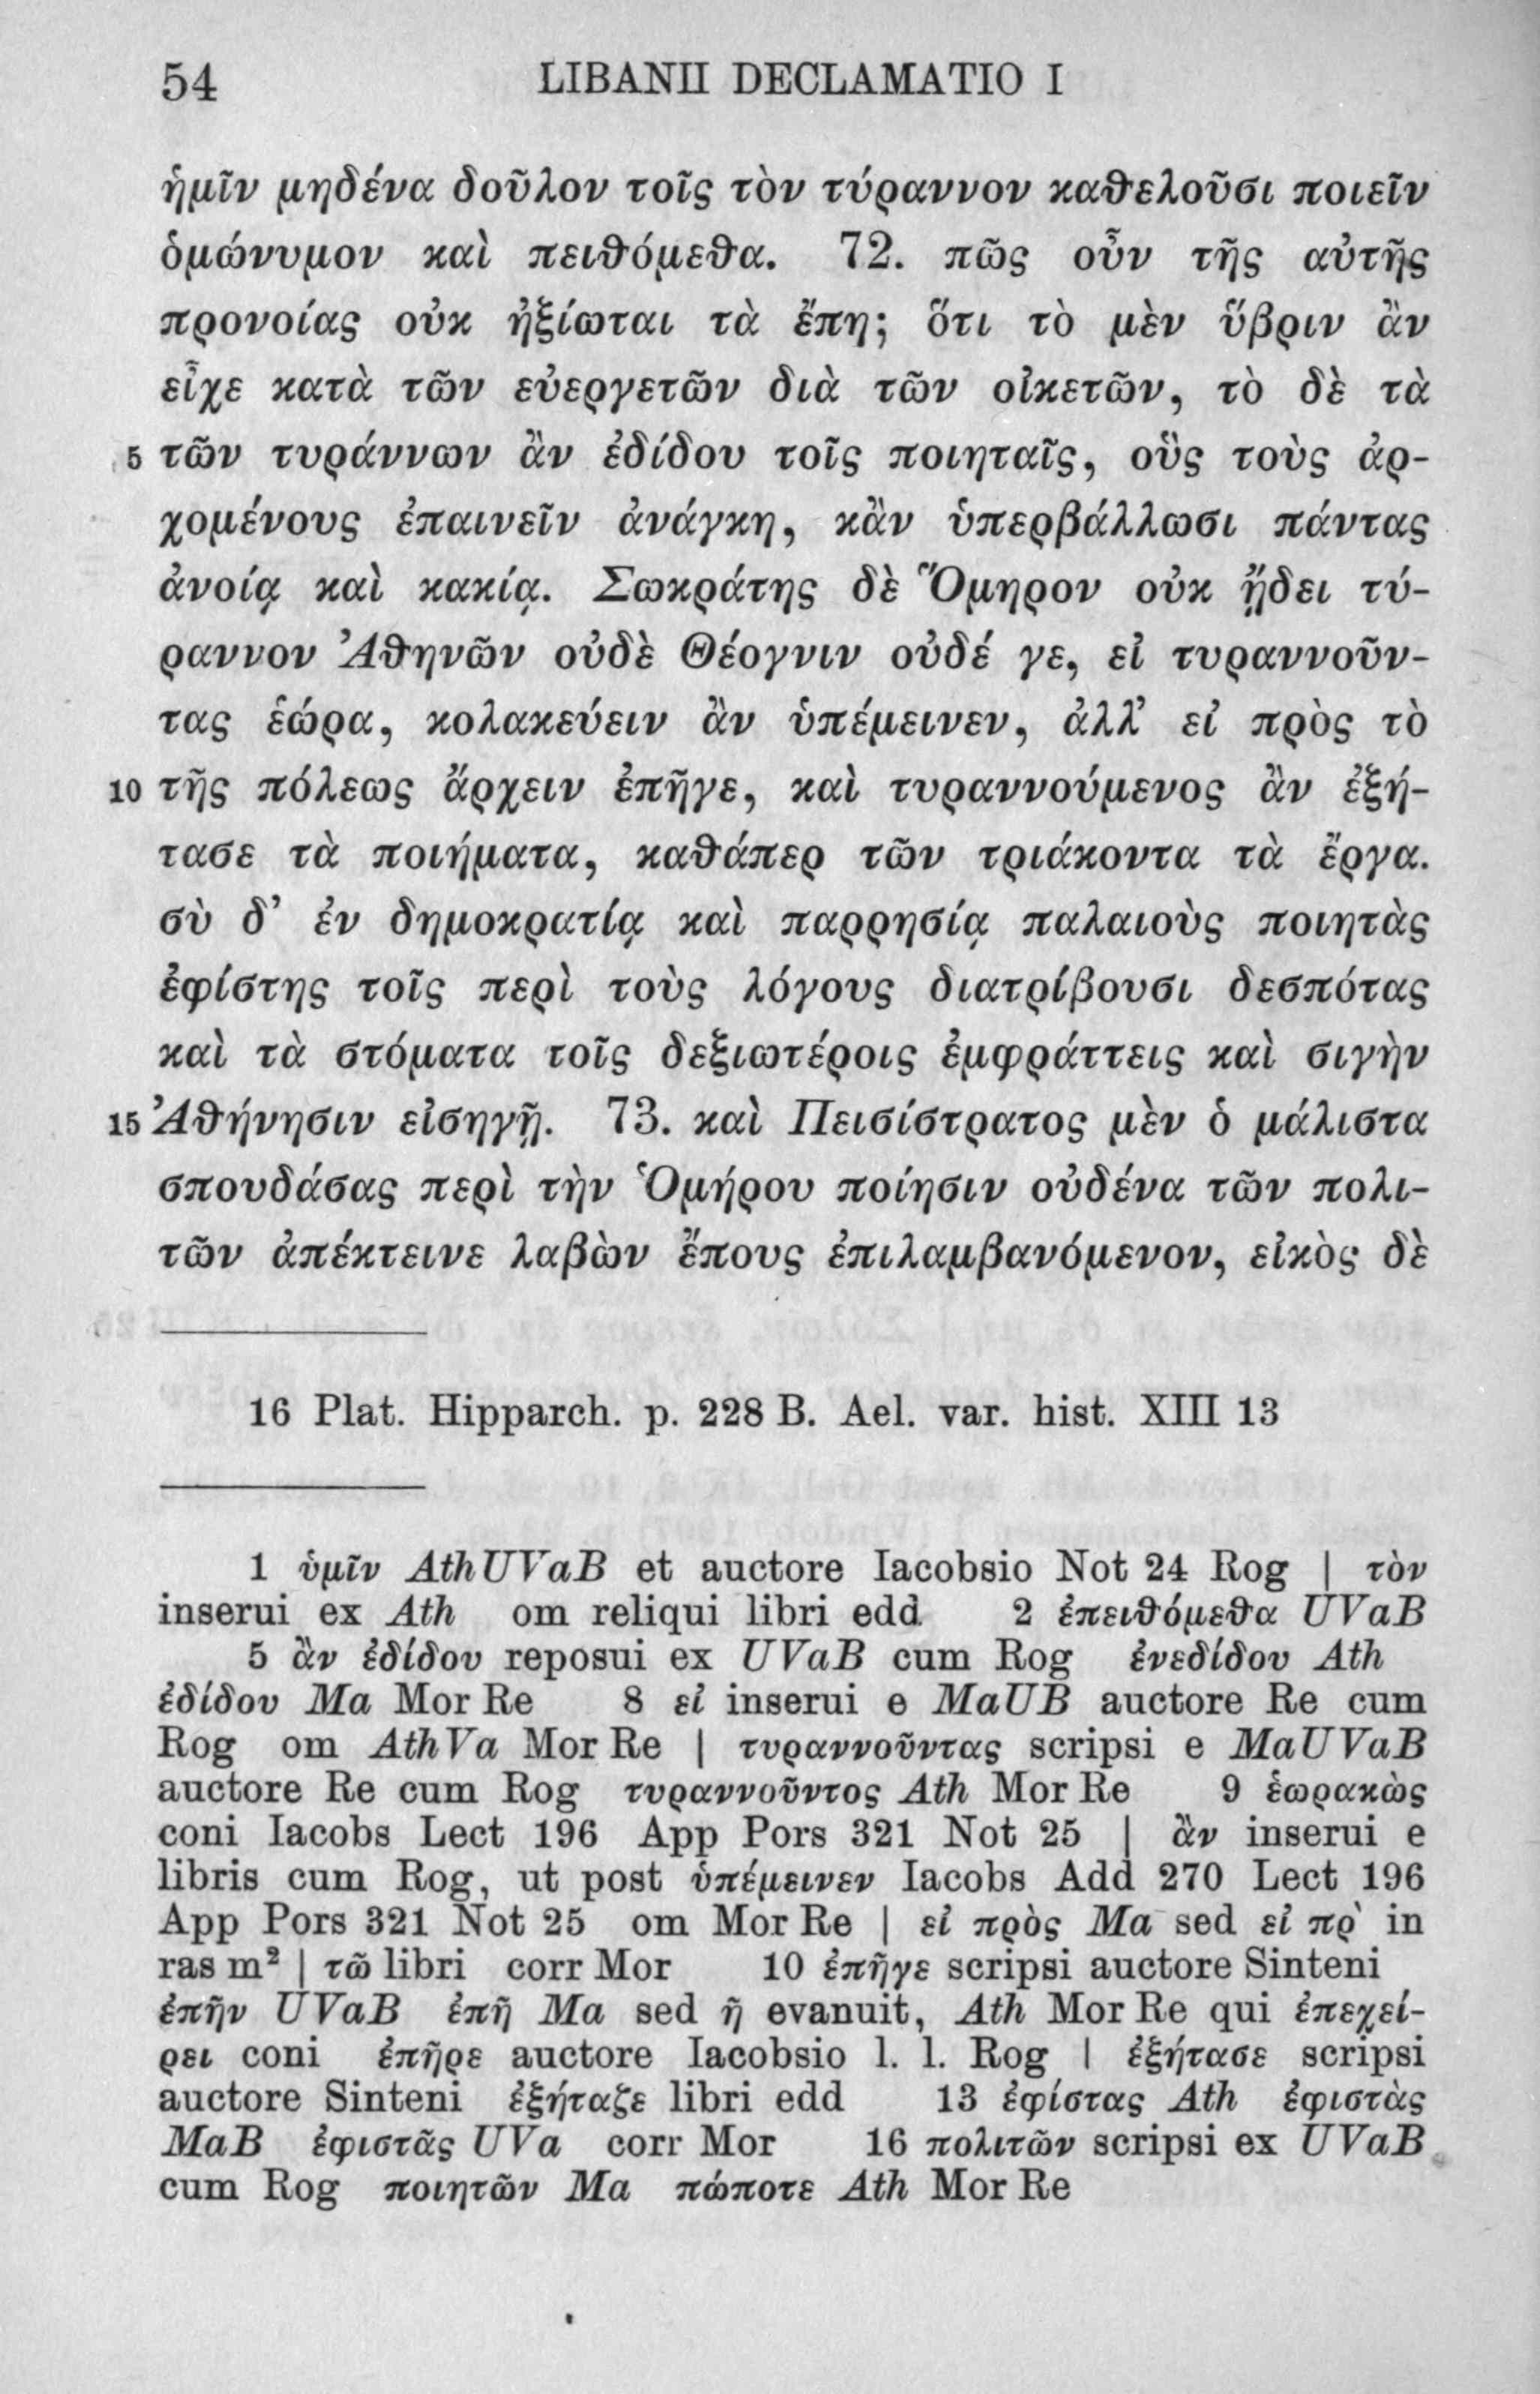 54 LIBANII DECLAMATIO I
ἡμῖν μηδένα δοῦλον τοῖς τὸν τύραννον καθελοῦσι ποιεῖν
ὁμώνυμον καὶ πειθόμεθα. 72. πῶς οὖν τῆς αὐτῆς
προνοίας οὐκ ἠξίωται τὰ ἔπη; ὅτι τὸ μὲν ὕβριν ἂν
εἶχε κατὰ τῶν εὐεργετῶν διὰ τῶν οἰκετῶν, τὸ δὲ τὰ
5 τῶν τυράννων ἂν ἐδίδου τοῖς ποιηταῖς, οὓς τοὺς ἀρ-
χομένους ἐπαινεῖν ἀνάγκη, κἂν ὑπερβάλλωσι πάντας
ἀνοίᾳ καὶ κακίᾳ. Σωκράτης δὲ Ὅμηρον οὐκ ᾔδει τύ-
ραννον Ἀθηνῶν οὐδὲ Θέογνιν οὐδέ γε, εἰ τυραννοῦν-
τας ἑώρα, κολακεύειν ἂν ὑπέμεινεν, ἀλλ’ εἰ πρὸς τὸ
10 τῆς πόλεως ἄρχειν ἐπῆγε, καὶ τυραννούμενος ἂν ἐξή-
τασε τὰ ποιήματα, καθάπερ τῶν τριάκοντα τὰ ἔργα.
σὺ δ’ ἐν δημοκρατίᾳ καὶ παρρησίᾳ παλαιοὺς ποιητὰς
ἐφίστης τοῖς περὶ τοὺς λόγους διατρίβουσι δεσπότας
καὶ τὰ στόματα τοῖς δεξιωτέροις ἐμφράττεις καὶ σιγὴν
15 Ἀθήνησιν εἰσηγῇ. 73. καὶ Πεισίστρατος μὲν ὁ μάλιστα
σπουδάσας περὶ τὴν Ὁμήρου ποίησιν οὐδένα τῶν πολι-
τῶν ἀπέκτεινε λαβὼν ἔπους ἐπιλαμβανόμενον, εἰκὸς δὲ
16 Plat. Hipparch. p. 228 B. Ael. var. hist. XIII 13
1 ὑμῖν Ath UVaB et auctore Iacobsio Not 24 Rog | τὸν
inserui ex Ath om reliqui libri edd 2 ἐπειθόμεθα UVaB
5 ἂν ἐδίδου reposui ex UVaB cum Rog ἐνεδίδου Ath
ἐδίδου Ma Mor Re 8 εἰ inserui e MaUB auctore Re cum
Rog om Ath Va Mor Re | τυραννοῦντας scripsi e MaUVaB
auctore Re cum Rog τυραννοῦντος Ath Mor Re 9 ἑωρακὼς
coni Iacobs Lect 196 App Pors 321 Not 25 | ἂν inserui e
libris cum Rog, ut post ὑπέμεινεν Iacobs Add 270 Lect 196
App Pors 321 Not 25 om Mor Re | εἰ πρὸς Ma sed εἰ πρ̀ in
ras m² | τῶ libri corr Mor 10 ἐπῆγε scripsi auctore Sinteni
ἐπῆν UVaB ἐπῆ Ma sed ῆ evanuit, Ath Mor Re qui ἐπεχεί-
ρει coni ἐπῆρε auctore Iacobsio l. l. Rog | ἐξήτασε scripsi
auctore Sinteni ἐξήταζε libri edd 13 ἐφίστας Ath ἐφιστὰς
MaB ἐφιστᾶς UVa corr Mor 16 πολιτῶν scripsi ex UVaB
cum Rog ποιητῶν Ma πώποτε Ath Mor Re